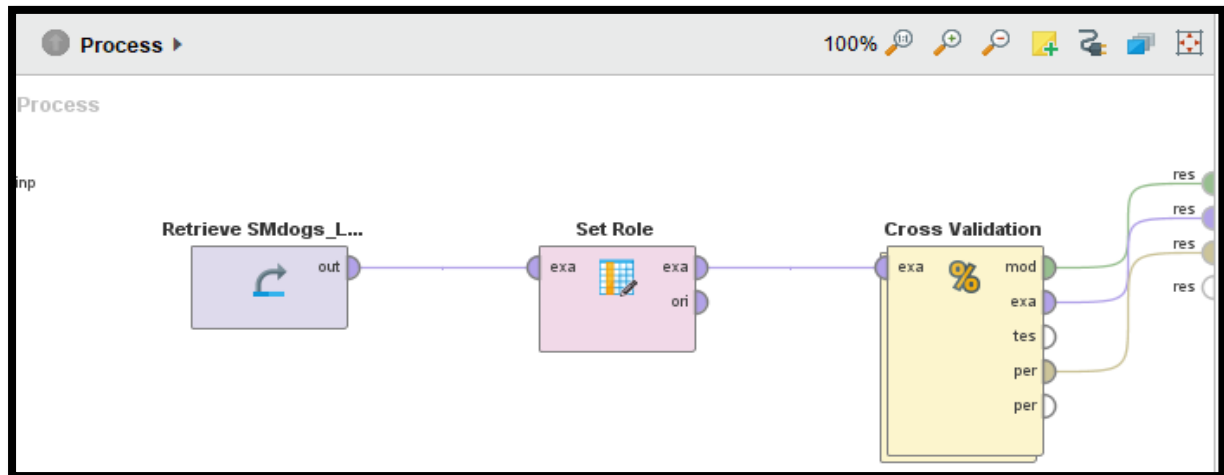 Process
100%
Process
inp
Retrieve SMdogs_L...
out
Set Role
exa
exa
ori
Cross Validation
exa
%
mod
exa
tes
per
per
res
res
res
res